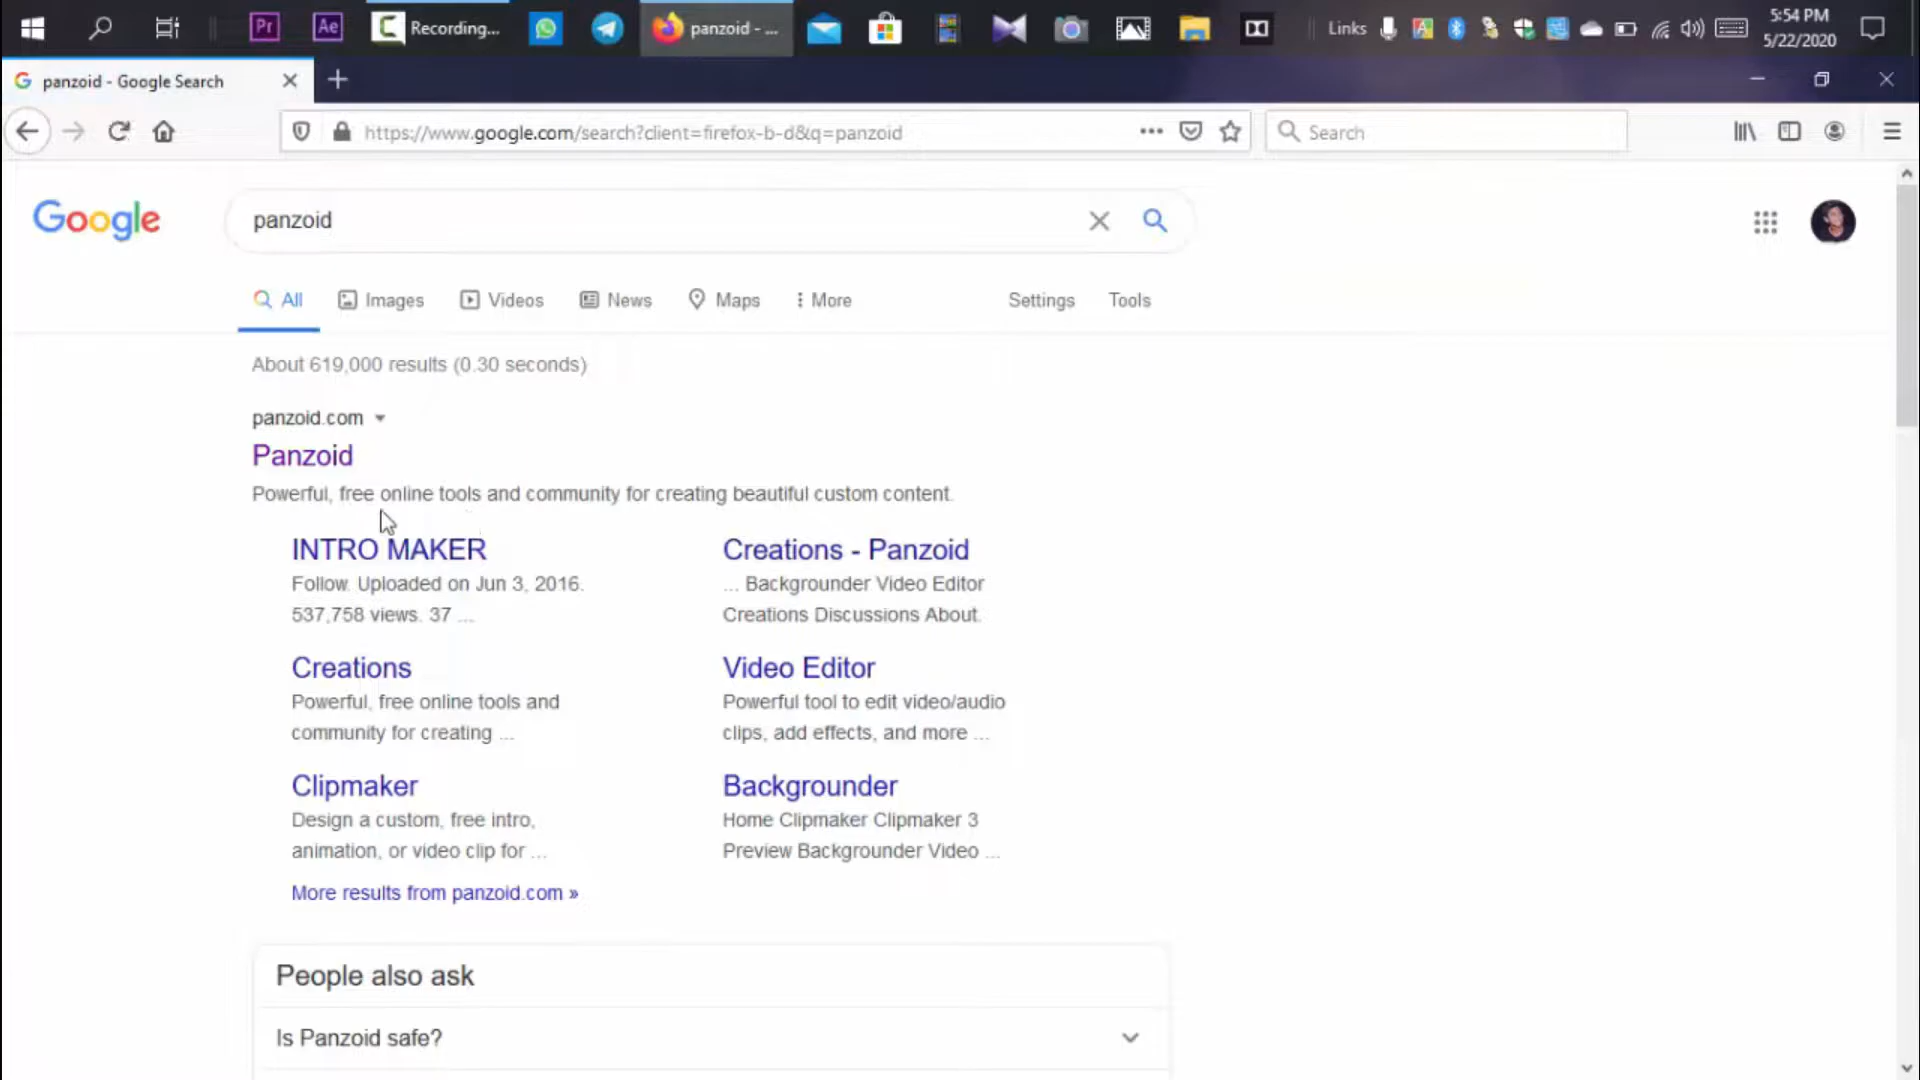 Pr
Ae
Recording...
panzoid - ...
Links
5:54 PM
5/22/2020
panzoid - Google Search
https://www.google.com/search?client=firefox-b-d&q=panzoid
Search
Google
panzoid
All
Images
Videos
News
Maps
More
Settings
Tools
About 619,000 results (0.30 seconds)
panzoid.com
Panzoid
Powerful, free online tools and community for creating beautiful custom content.
INTRO MAKER
Follow. Uploaded on Jun 3, 2016.
537,758 views. 37 ...
Creations - Panzoid
... Backgrounder Video Editor
Creations Discussions About.
Creations
Powerful, free online tools and
community for creating ...
Video Editor
Powerful tool to edit video/audio
clips, add effects, and more ...
Clipmaker
Design a custom, free intro,
animation, or video clip for ...
Backgrounder
Home Clipmaker Clipmaker 3
Preview Backgrounder Video ...
More results from panzoid.com »
People also ask
Is Panzoid safe?